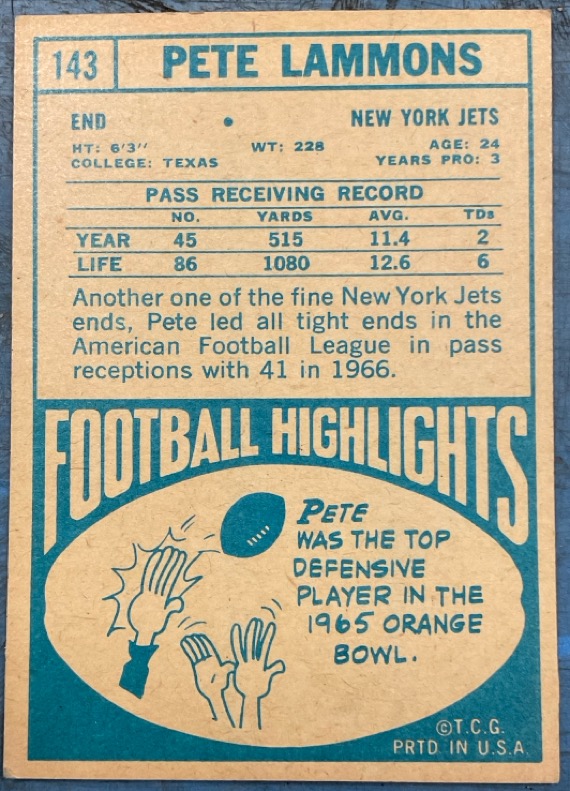 143 PETE LAMMONS
END • NEW YORK JETS
HT: 6'3" WT: 228 AGE: 24
COLLEGE: TEXAS YEARS PRO: 3
PASS RECEIVING RECORD
NO. YARDS AVG. TDs
YEAR 45 515 11.4 2
LIFE 86 1080 12.6 6
Another one of the fine New York Jets
ends, Pete led all tight ends in the
American Football League in pass
receptions with 41 in 1966.
FOOTBALL HIGHLIGHTS
PETE
WAS THE TOP
DEFENSIVE
PLAYER IN THE
1965 ORANGE
BOWL.
©T.C.G.
PRTD IN U.S.A.